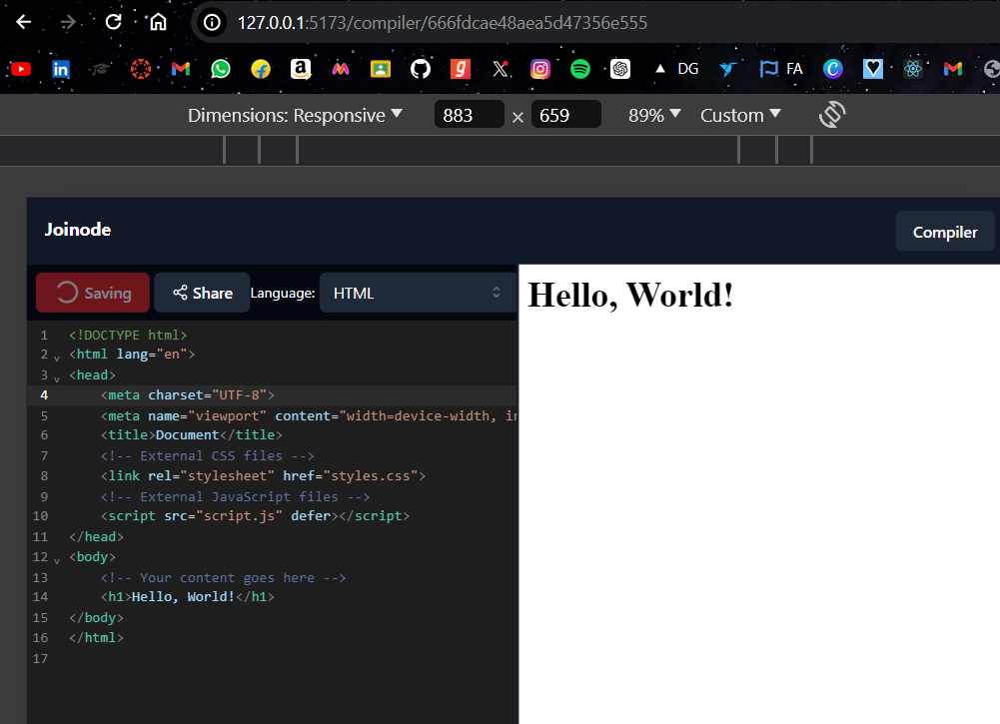 127.0.0.1:5173/compiler/666fdcae48aea5d47356e555
DG
FA
Dimensions: Responsive
883 × 659
89%
Custom
Joinode
Compiler
Saving
Share
Language:
HTML
1 <!DOCTYPE html>
2 <html lang="en">
3 <head>
4 <meta charset="UTF-8">
5 <meta name="viewport" content="width=device-width, in
6 <title>Document</title>
7 <!-- External CSS files -->
8 <link rel="stylesheet" href="styles.css">
9 <!-- External JavaScript files -->
10 <script src="script.js" defer></script>
11 </head>
12 <body>
13 <!-- Your content goes here -->
14 <h1>Hello, World!</h1>
15 </body>
16 </html>
17
Hello, World!